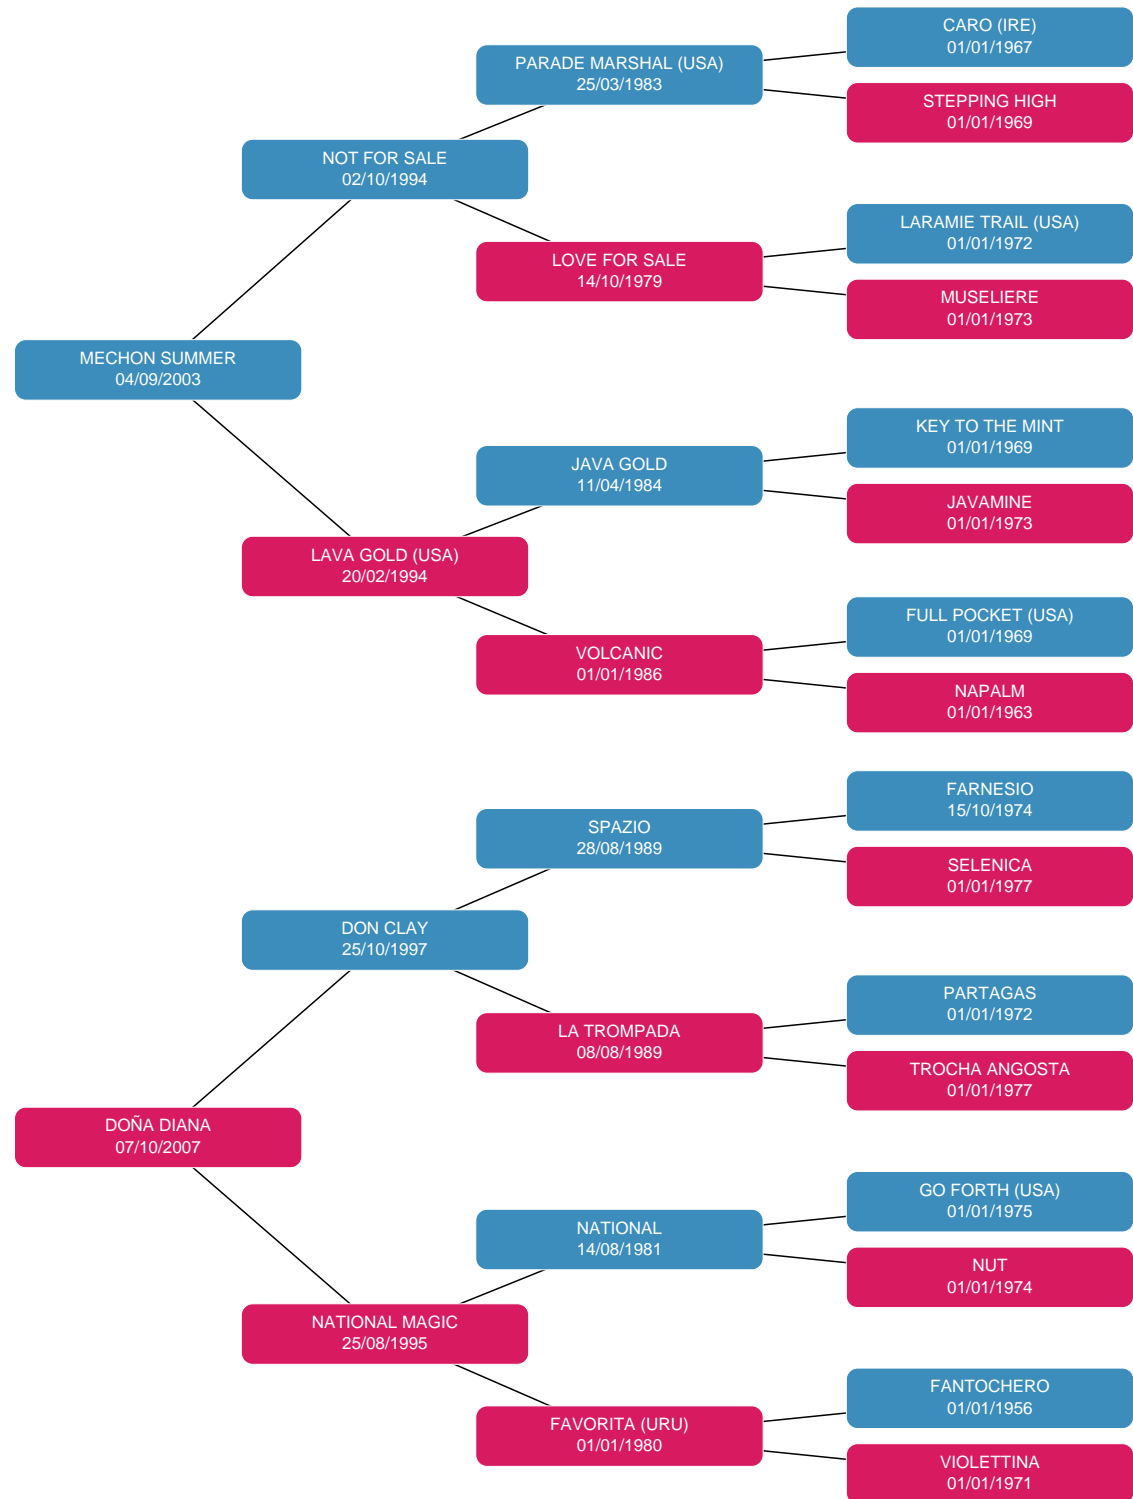 CARO (IRE)
01/01/1967
PARADE MARSHAL (USA)
25/03/1983
STEPPING HIGH
01/01/1969
NOT FOR SALE
02/10/1994
LARAMIE TRAIL (USA)
01/01/1972
LOVE FOR SALE
14/10/1979
MUSELIERE
01/01/1973
MECHON SUMMER
04/09/2003
KEY TO THE MINT
01/01/1969
JAVA GOLD
11/04/1984
JAVAMINE
01/01/1973
LAVA GOLD (USA)
20/02/1994
FULL POCKET (USA)
01/01/1969
VOLCANIC
01/01/1986
NAPALM
01/01/1963
FARNESIO
15/10/1974
SPAZIO
28/08/1989
SELENICA
01/01/1977
DON CLAY
25/10/1997
PARTAGAS
01/01/1972
LA TROMPADA
08/08/1989
TROCHA ANGOSTA
01/01/1977
DOÑA DIANA
07/10/2007
GO FORTH (USA)
01/01/1975
NATIONAL
14/08/1981
NUT
01/01/1974
NATIONAL MAGIC
25/08/1995
FANTOCHERO
01/01/1956
FAVORITA (URU)
01/01/1980
VIOLETTINA
01/01/1971